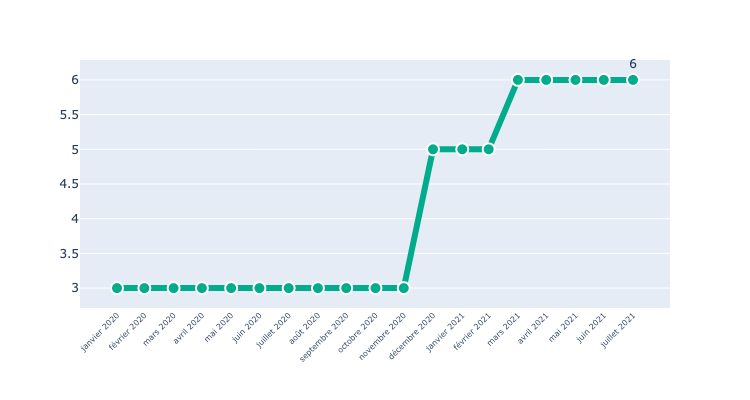 6
6
5.5
5
4.5
4
3.5
3
janvier 2020
février 2020
mars 2020
avril 2020
mai 2020
juin 2020
juillet 2020
août 2020
septembre 2020
octobre 2020
novembre 2020
décembre 2020
janvier 2021
février 2021
mars 2021
avril 2021
mai 2021
juin 2021
juillet 2021